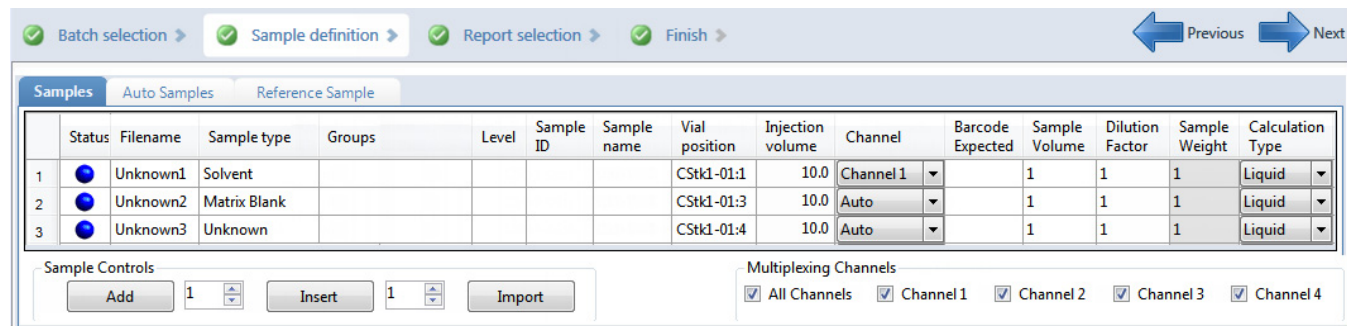 Batch selection Sample definition Report selection Finish Previous Next
Samples Auto Samples Reference Sample
Status Filename Sample type Groups Level Sample ID Sample name Vial position Injection volume Channel Barcode Expected Sample Volume Dilution Factor Sample Weight Calculation Type
1 Unknown1 Solvent CStk1-01:1 10.0 Channel 1 1 1 1 Liquid
2 Unknown2 Matrix Blank CStk1-01:3 10.0 Auto 1 1 1 Liquid
3 Unknown3 Unknown CStk1-01:4 10.0 Auto 1 1 1 Liquid
Sample Controls Multiplexing Channels
Add 1 Insert 1 Import All Channels Channel 1 Channel 2 Channel 3 Channel 4